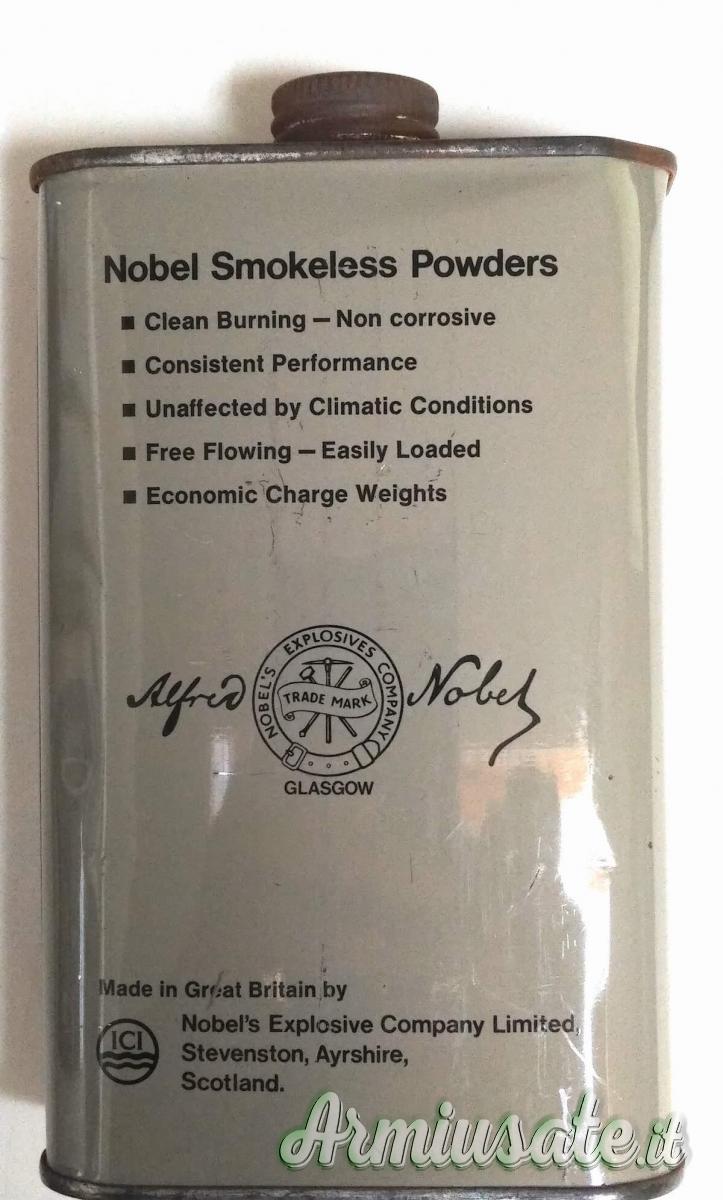 Nobel Smokeless Powders
■ Clean Burning — Non corrosive
■ Consistent Performance
■ Unaffected by Climatic Conditions
■ Free Flowing — Easily Loaded
■ Economic Charge Weights
NOBEL'S EXPLOSIVES COMPANY
Alfred TRADE MARK Nobel
GLASGOW
Made in Great Britain by
ICI Nobel's Explosive Company Limited,
Stevenston, Ayrshire,
Scotland.
Armiusate.it